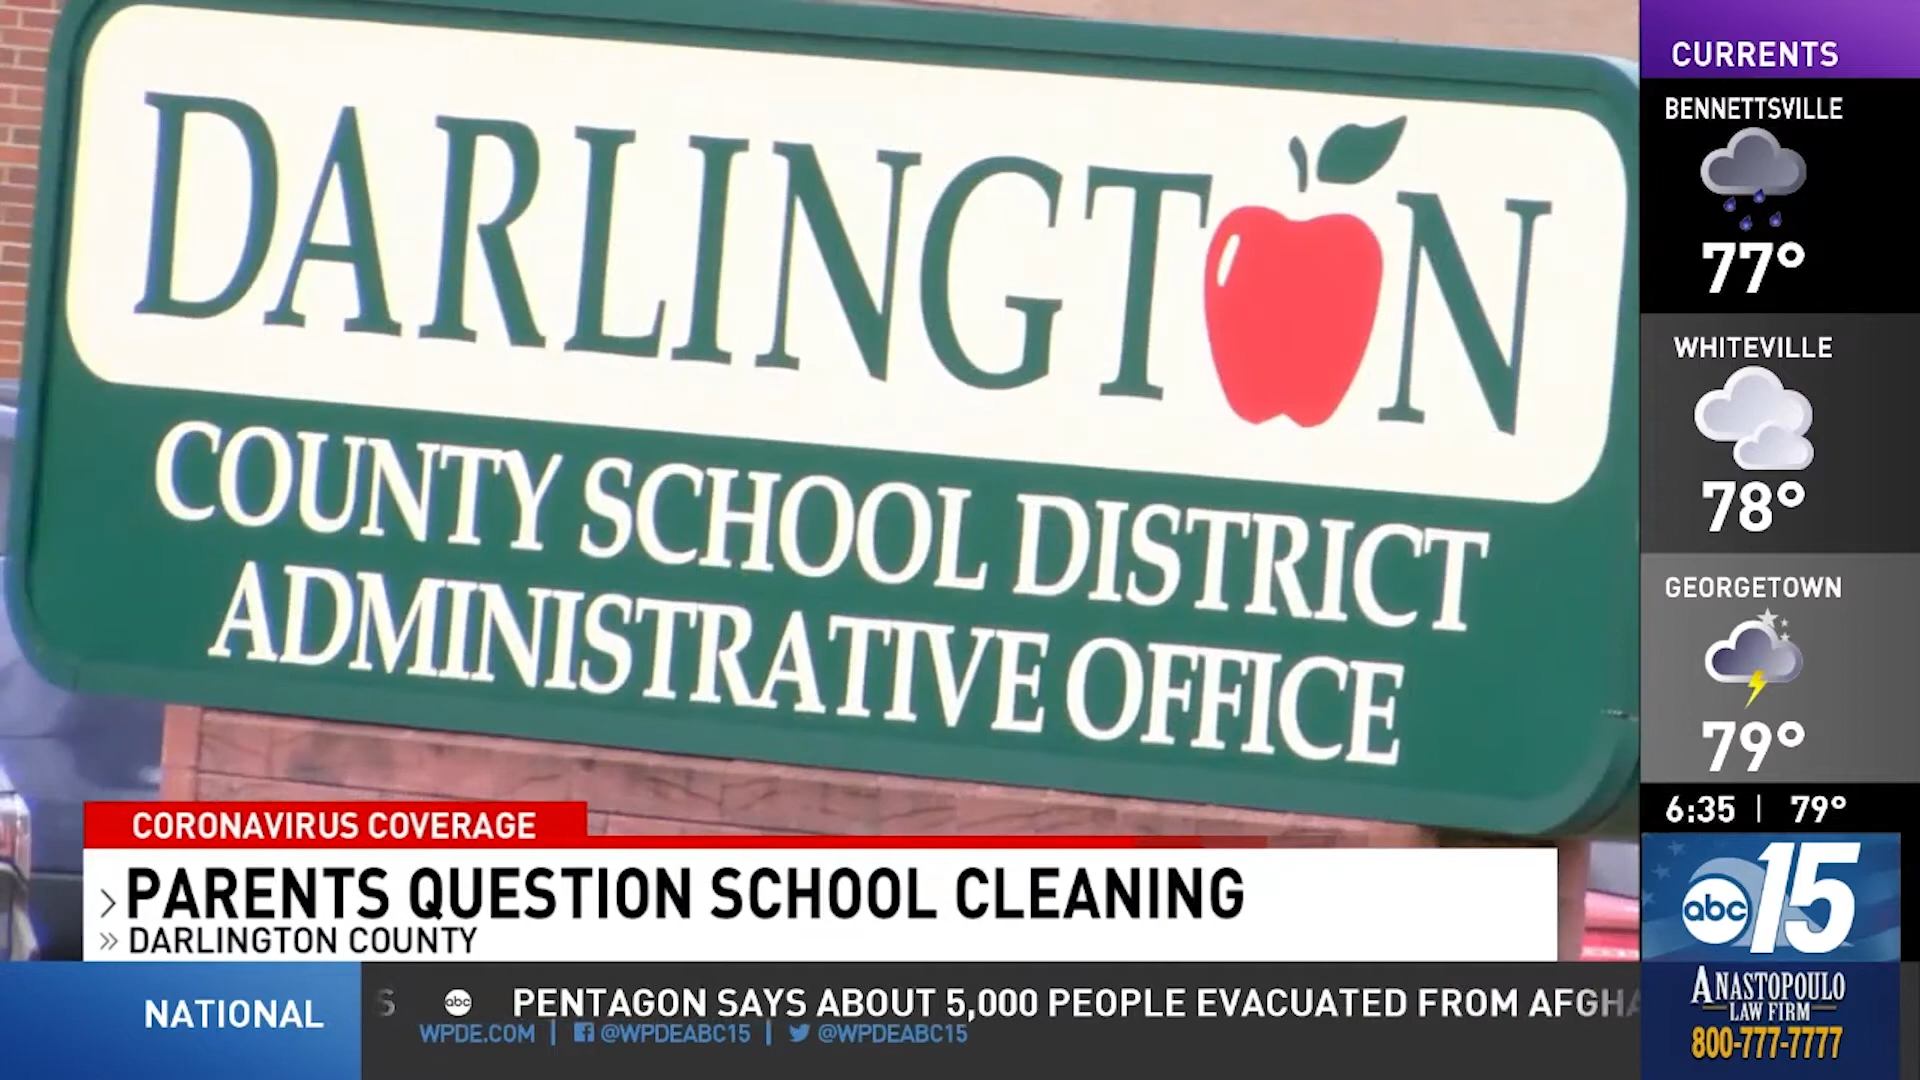 DARLINGTON
COUNTY SCHOOL DISTRICT
ADMINISTRATIVE OFFICE
CURRENTS
BENNETTSVILLE
77°
WHITEVILLE
78°
GEORGETOWN
79°
6:35 | 79°
abc 15
ANASTOPOULO
LAW FIRM
800-777-7777
CORONAVIRUS COVERAGE
PARENTS QUESTION SCHOOL CLEANING
DARLINGTON COUNTY
NATIONAL
S abc PENTAGON SAYS ABOUT 5,000 PEOPLE EVACUATED FROM AFGHA
WPDE.COM | @WPDEABC15 | @WPDEABC15